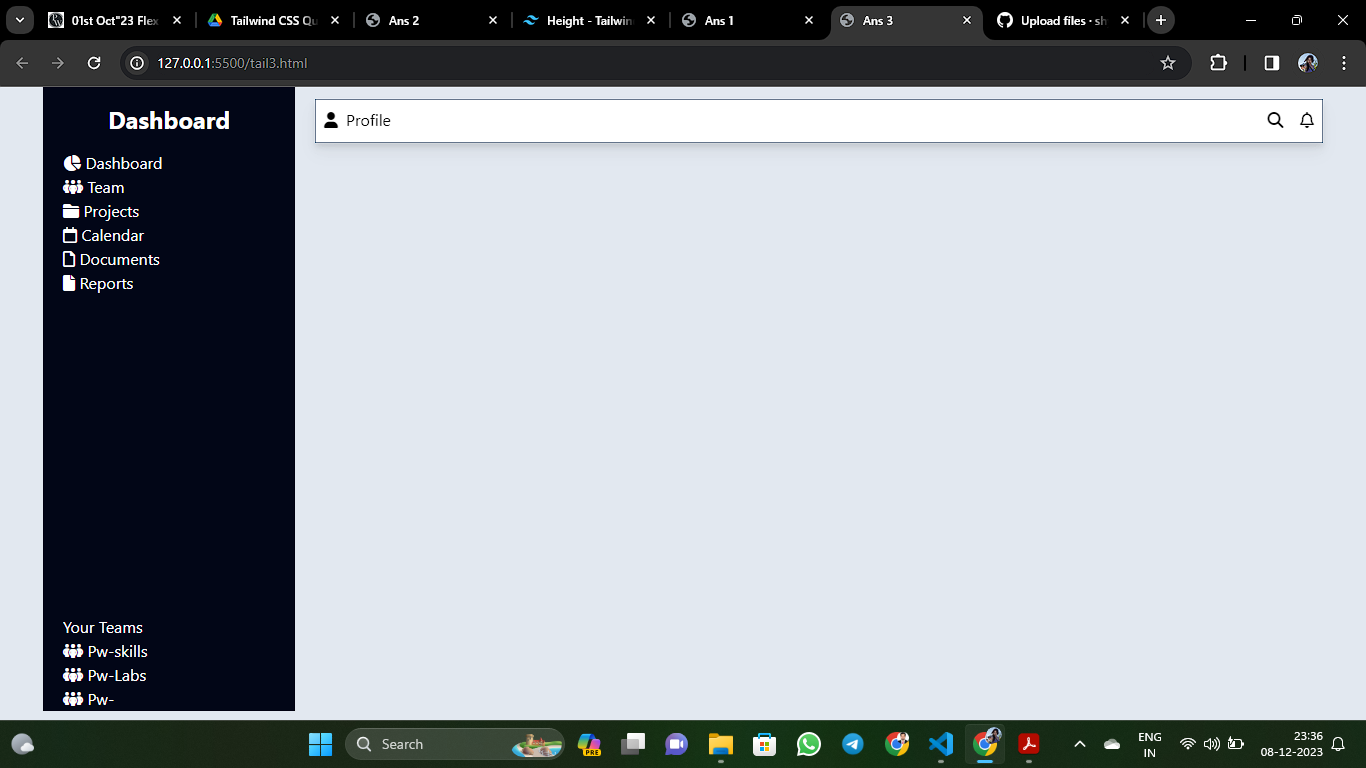 01st Oct"23 Flex
Tailwind CSS Qu
Ans 2
Height - Tailwin
Ans 1
Ans 3
Upload files · sh
127.0.0.1:5500/tail3.html
Dashboard
Profile
Dashboard
Team
Projects
Calendar
Documents
Reports
Your Teams
Pw-skills
Pw-Labs
Pw-
Search
PRE
ENG
IN
23:36
08-12-2023